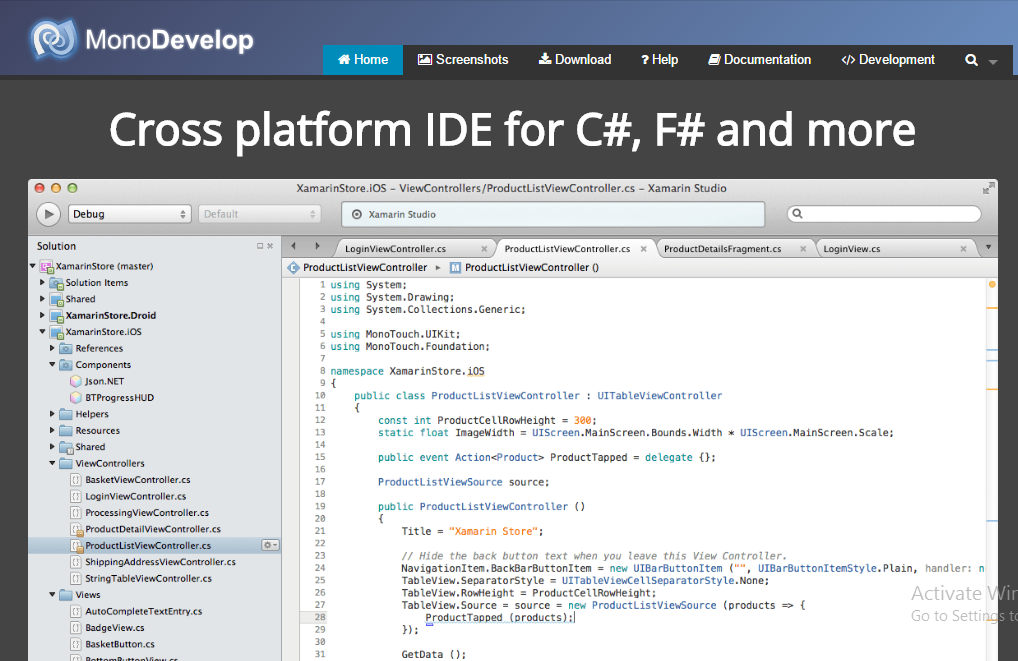 MonoDevelop
Home Screenshots Download ? Help Documentation </> Development
Cross platform IDE for C#, F# and more
XamarinStore.iOS – ViewControllers/ProductListViewController.cs – Xamarin Studio
Debug Default Xamarin Studio
Solution
LoginViewController.cs ProductListViewController.cs ProductDetailsFragment.cs LoginView.cs
ProductListViewController ProductListViewController ()
XamarinStore (master)
Solution Items
Shared
XamarinStore.Droid
XamarinStore.iOS
References
Components
Json.NET
BTProgressHUD
Helpers
Resources
Shared
ViewControllers
BasketViewController.cs
LoginViewController.cs
ProcessingViewController.cs
ProductDetailViewController.cs
ProductListViewController.cs
ShippingAddressViewController.cs
StringTableViewController.cs
Views
AutoCompleteTextEntry.cs
BadgeView.cs
BasketButton.cs
BottomButtonView.cs
1 using System;
2 using System.Drawing;
3 using System.Collections.Generic;
4
5 using MonoTouch.UIKit;
6 using MonoTouch.Foundation;
7
8 namespace XamarinStore.iOS
9 {
10 public class ProductListViewController : UITableViewController
11 {
12 const int ProductCellRowHeight = 300;
13 static float ImageWidth = UIScreen.MainScreen.Bounds.Width * UIScreen.MainScreen.Scale;
14
15 public event Action<Product> ProductTapped = delegate {};
16
17 ProductListViewSource source;
18
19 public ProductListViewController ()
20 {
21 Title = "Xamarin Store";
22
23 // Hide the back button text when you leave this View Controller.
24 NavigationItem.BackBarButtonItem = new UIBarButtonItem ("", UIBarButtonItemStyle.Plain, handler: n
25 TableView.SeparatorStyle = UITableViewCellSeparatorStyle.None;
26 TableView.RowHeight = ProductCellRowHeight;
27 TableView.Source = source = new ProductListViewSource (products => {
28 ProductTapped (products);
29 });
30
31 GetData ();
Activate Win
Go to Settings to